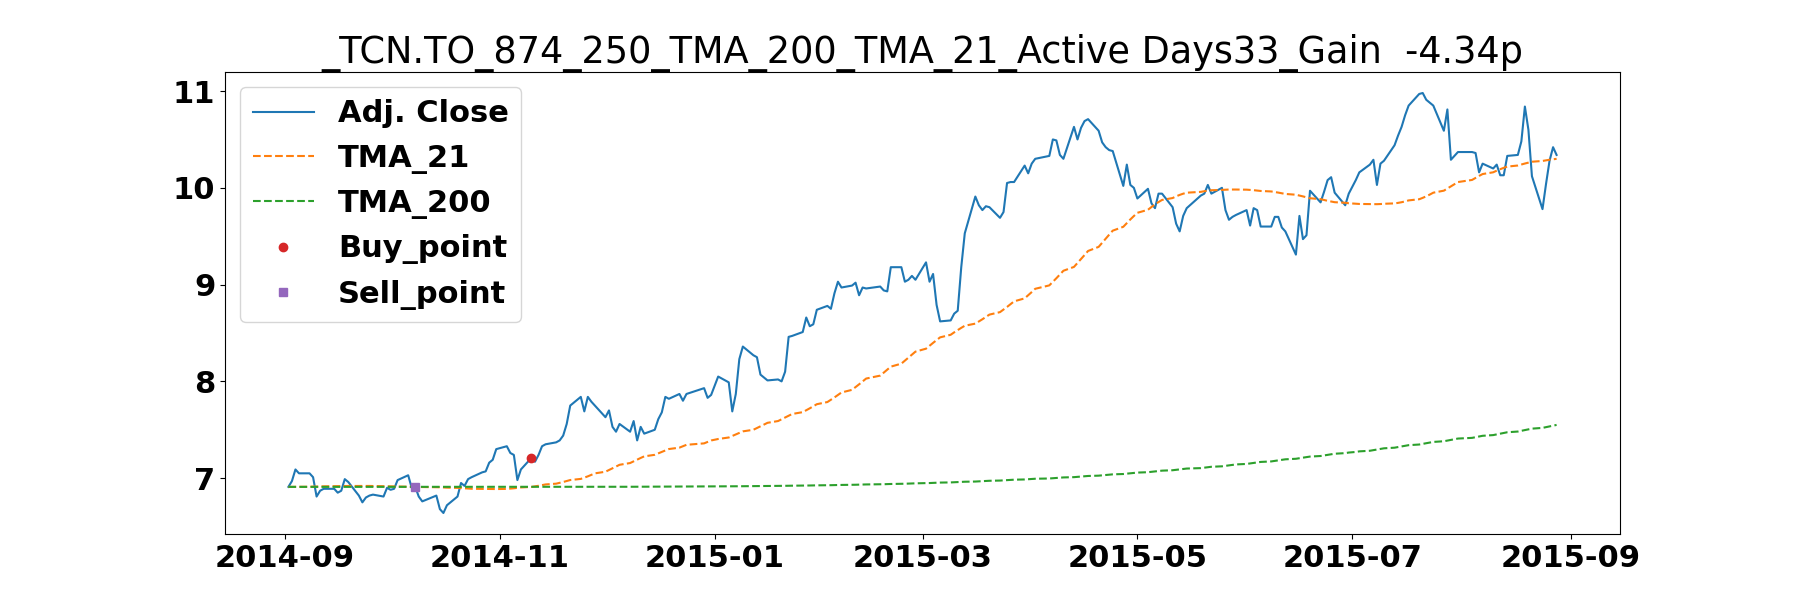 _TCN.TO_874_250_TMA_200_TMA_21_Active Days33_Gain  -4.34p
11
10
9
8
7
Adj. Close
TMA_21
TMA_200
Buy_point
Sell_point
2014-09 2014-11 2015-01 2015-03 2015-05 2015-07 2015-09